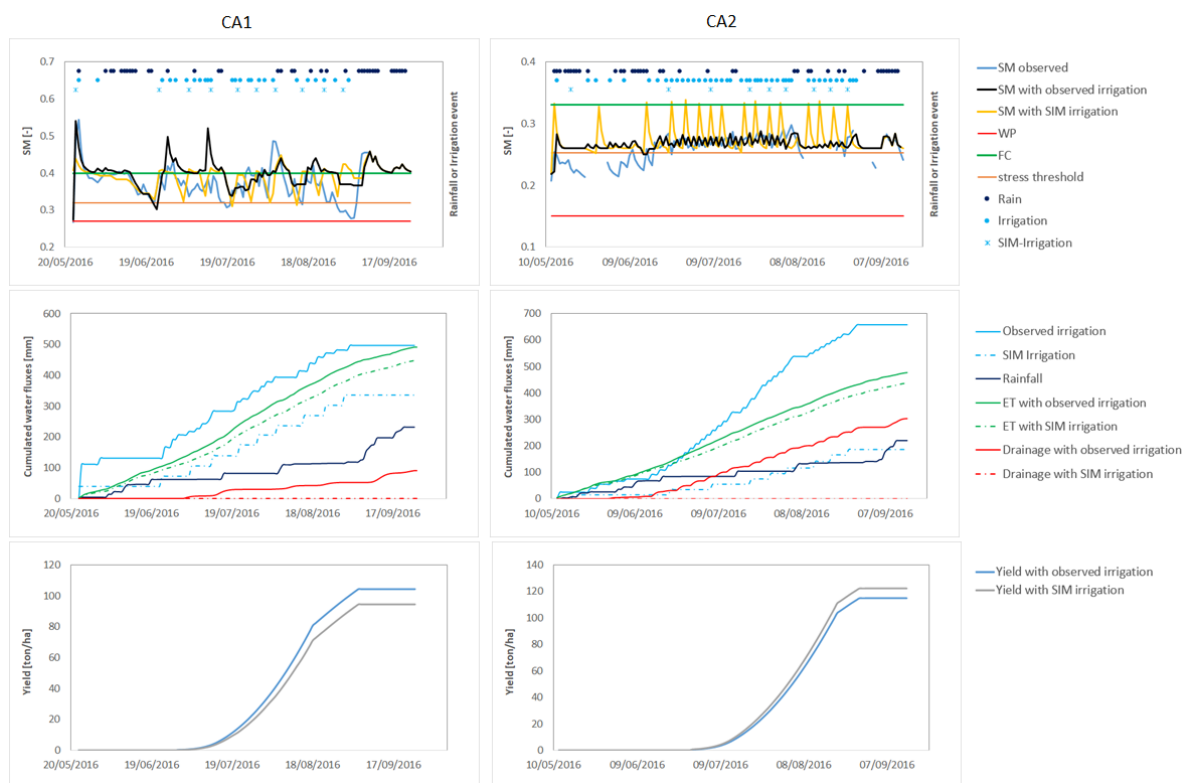 CA1
CA2
0.7
0.6
0.5
0.4
0.3
0.2
SM [-]
Rainfall or Irrigation event
20/05/2016 19/06/2016 19/07/2016 18/08/2016 17/09/2016
0.4
0.3
0.2
0.1
SM [-]
Rainfall or Irrigation event
10/05/2016 09/06/2016 09/07/2016 08/08/2016 07/09/2016
SM observed
SM with observed irrigation
SM with SIM irrigation
WP
FC
stress threshold
Rain
Irrigation
SIM-Irrigation
600
500
400
300
200
100
0
Cumulated water fluxes [mm]
20/05/2016 19/06/2016 19/07/2016 18/08/2016 17/09/2016
700
600
500
400
300
200
100
0
Cumulated water fluxes [mm]
10/05/2016 09/06/2016 09/07/2016 08/08/2016 07/09/2016
Observed irrigation
SIM Irrigation
Rainfall
ET with observed irrigation
ET with SIM irrigation
Drainage with observed irrigation
Drainage with SIM irrigation
120
100
80
60
40
20
0
Yield [ton/ha]
20/05/2016 19/06/2016 19/07/2016 18/08/2016 17/09/2016
140
120
100
80
60
40
20
0
Yield [ton/ha]
10/05/2016 09/06/2016 09/07/2016 08/08/2016 07/09/2016
Yield with observed irrigation
Yield with SIM irrigation